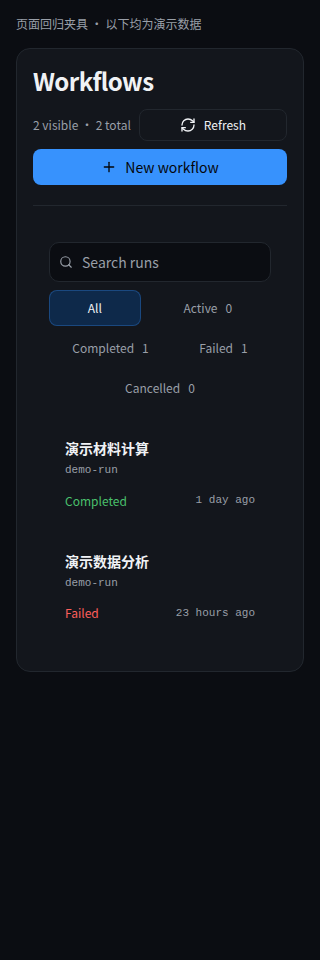 页面回归夹具 · 以下均为演示数据
Workflows
2 visible · 2 total
Refresh
New workflow
Search runs
All
Active 0
Completed 1
Failed 1
Cancelled 0
演示材料计算
demo-run
Completed
1 day ago
演示数据分析
demo-run
Failed
23 hours ago